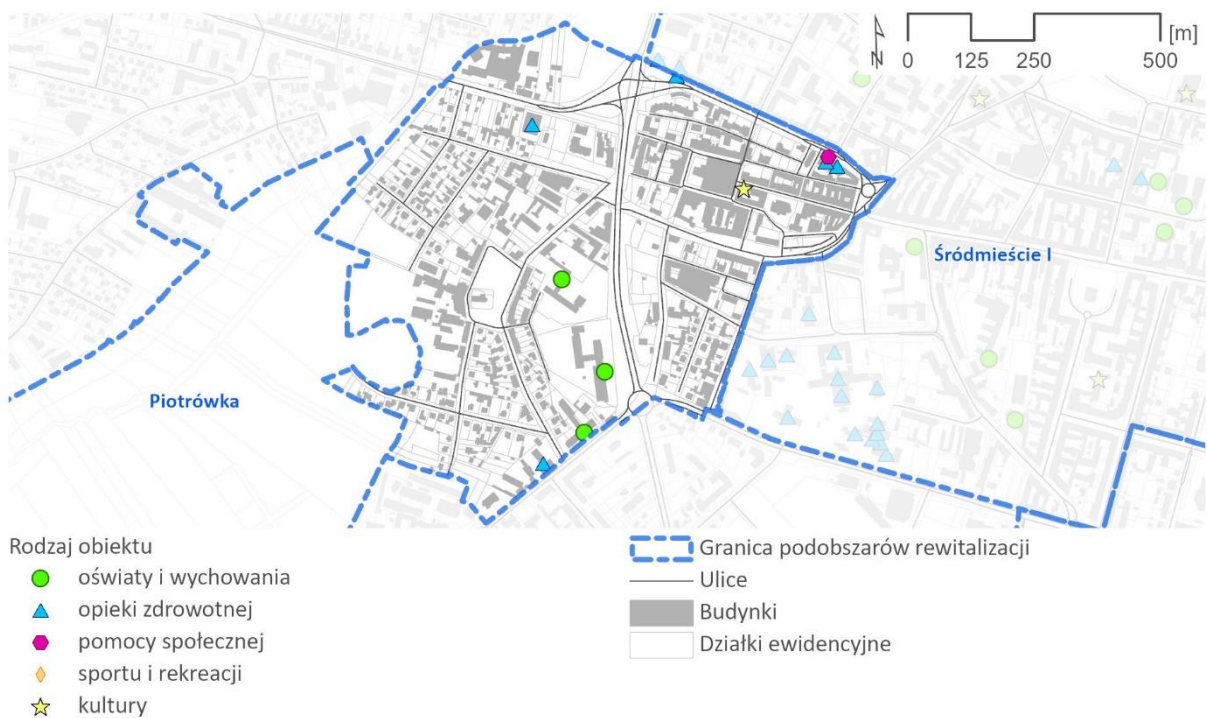 N
[m]
0 125 250 500
Śródmieście I
Piotrówka
Rodzaj obiektu
oświaty i wychowania
opieki zdrowotnej
pomocy społecznej
sportu i rekreacji
kultury
Granica podobszarów rewitalizacji
Ulice
Budynki
Działki ewidencyjne